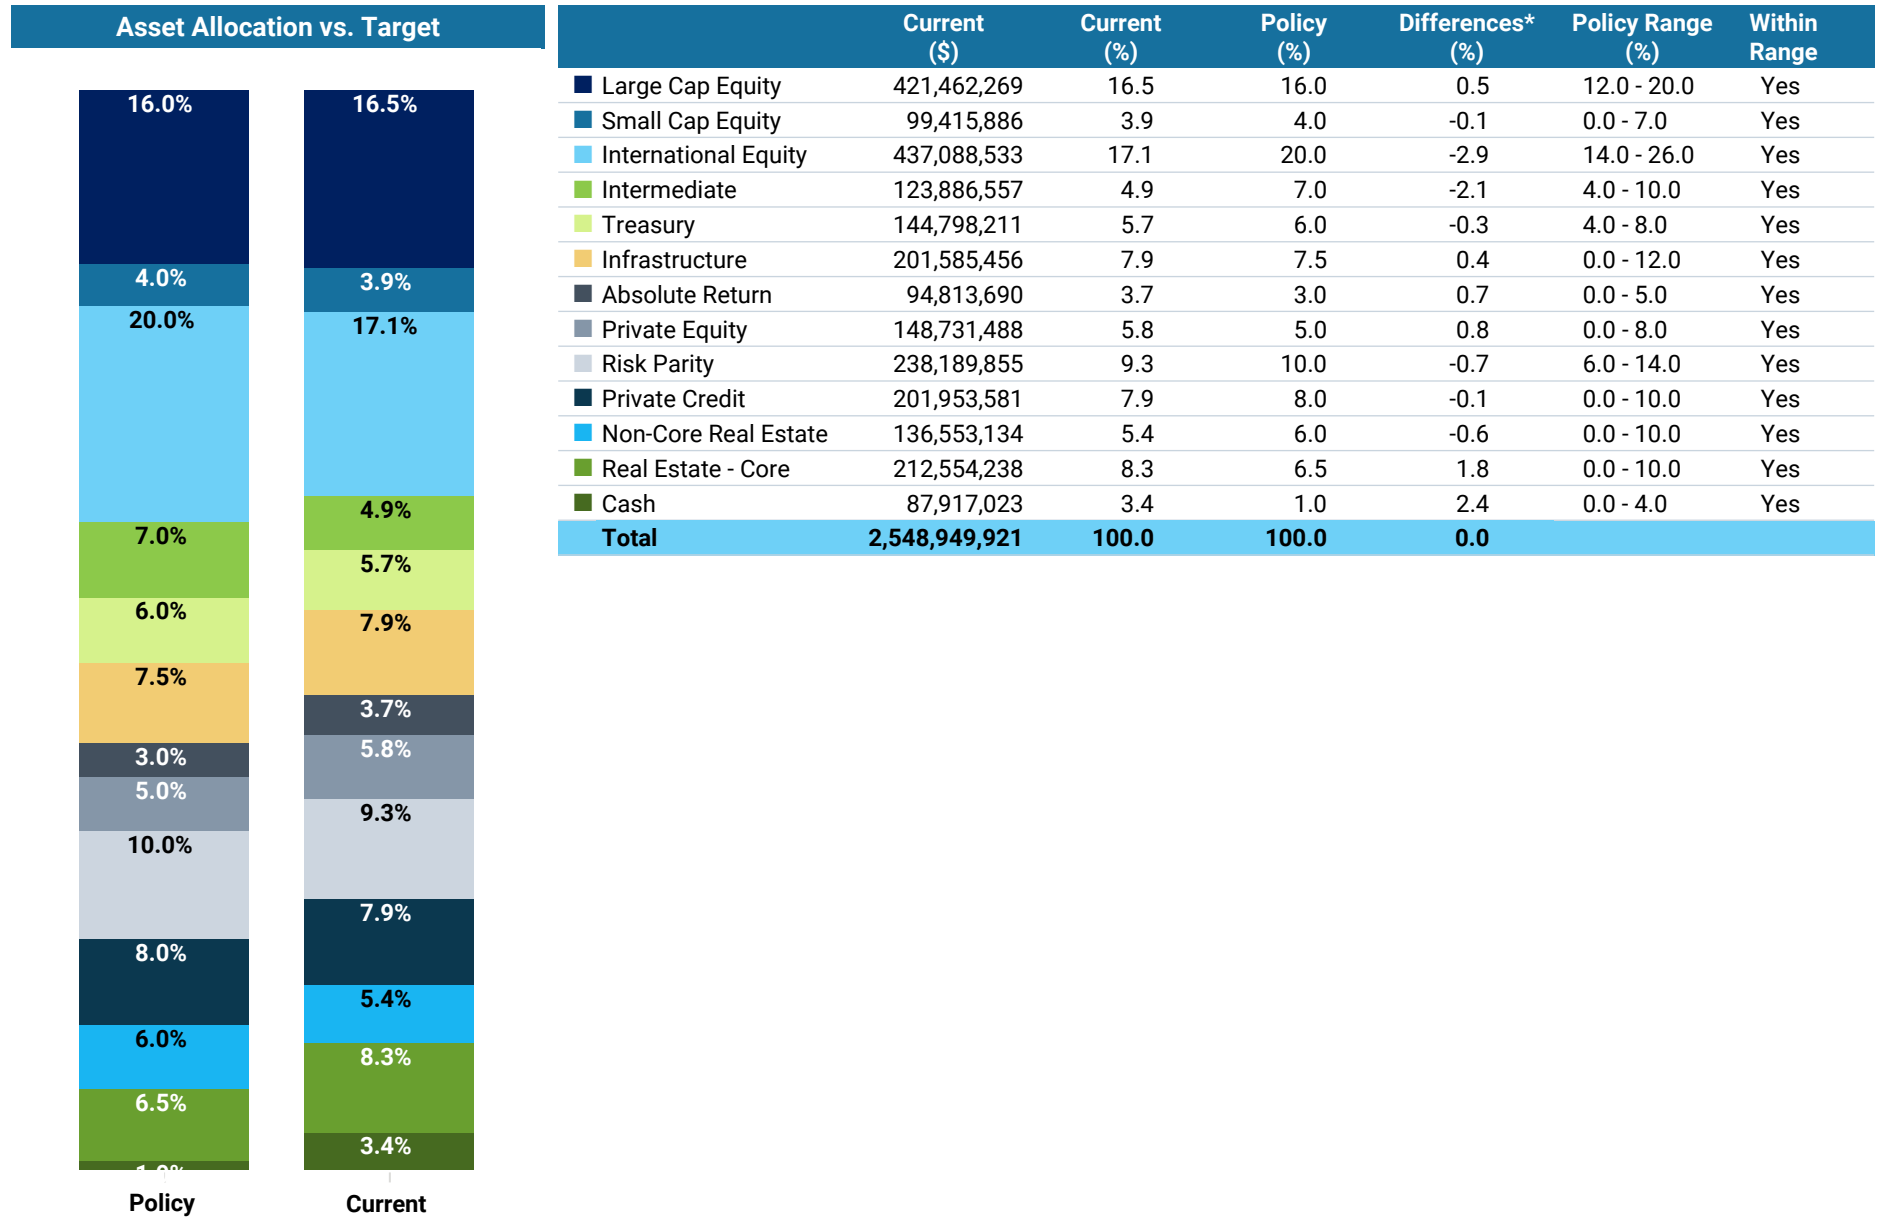 Asset Allocation vs. Target
16.0%
4.0%
20.0%
7.0%
6.0%
7.5%
3.0%
5.0%
10.0%
8.0%
6.0%
6.5%
Policy
16.5%
3.9%
17.1%
4.9%
5.7%
7.9%
3.7%
5.8%
9.3%
7.9%
5.4%
8.3%
3.4%
Current
Current ($) Current (%) Policy (%) Differences* (%) Policy Range (%) Within Range
Large Cap Equity 421,462,269 16.5 16.0 0.5 12.0 - 20.0 Yes
Small Cap Equity 99,415,886 3.9 4.0 -0.1 0.0 - 7.0 Yes
International Equity 437,088,533 17.1 20.0 -2.9 14.0 - 26.0 Yes
Intermediate 123,886,557 4.9 7.0 -2.1 4.0 - 10.0 Yes
Treasury 144,798,211 5.7 6.0 -0.3 4.0 - 8.0 Yes
Infrastructure 201,585,456 7.9 7.5 0.4 0.0 - 12.0 Yes
Absolute Return 94,813,690 3.7 3.0 0.7 0.0 - 5.0 Yes
Private Equity 148,731,488 5.8 5.0 0.8 0.0 - 8.0 Yes
Risk Parity 238,189,855 9.3 10.0 -0.7 6.0 - 14.0 Yes
Private Credit 201,953,581 7.9 8.0 -0.1 0.0 - 10.0 Yes
Non-Core Real Estate 136,553,134 5.4 6.0 -0.6 0.0 - 10.0 Yes
Real Estate - Core 212,554,238 8.3 6.5 1.8 0.0 - 10.0 Yes
Cash 87,917,023 3.4 1.0 2.4 0.0 - 4.0 Yes
Total 2,548,949,921 100.0 100.0 0.0